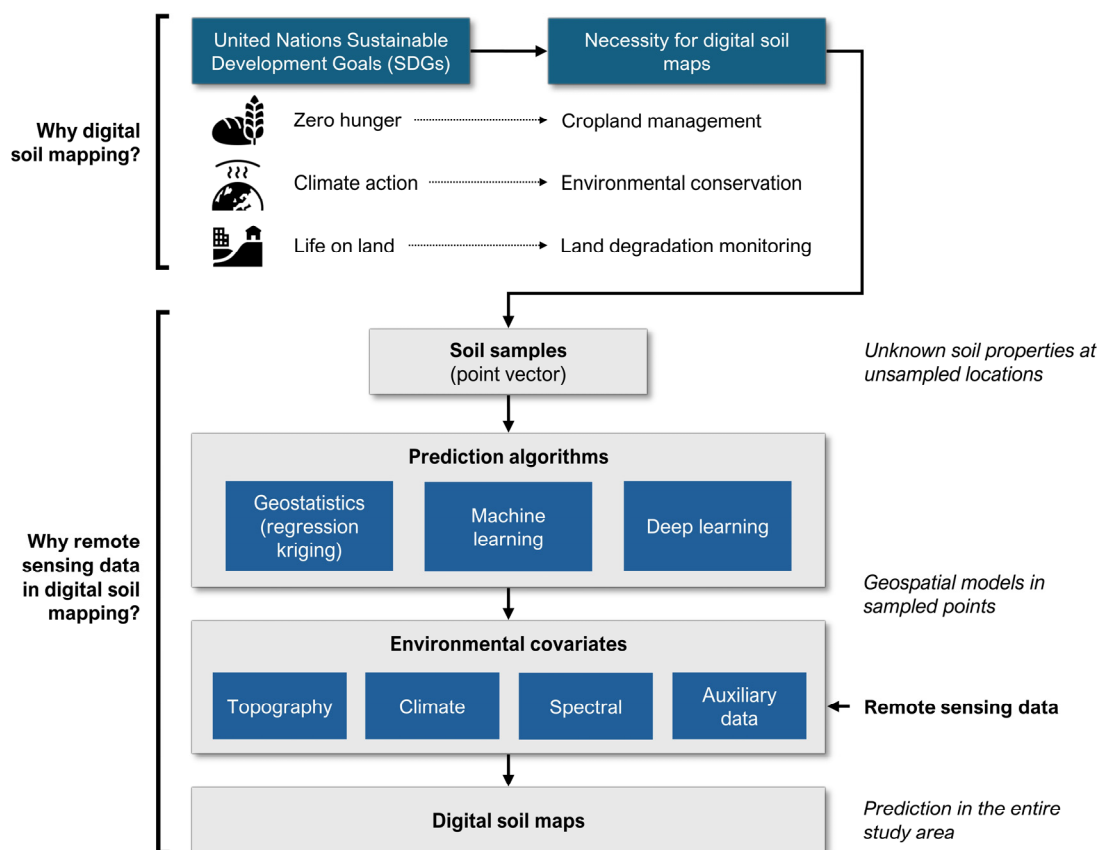 United Nations Sustainable
Development Goals (SDGs)
Necessity for digital soil
maps
Why digital
soil mapping?
Zero hunger
Cropland management
Climate action
Environmental conservation
Life on land
Land degradation monitoring
Soil samples
(point vector)
Unknown soil properties at
unsampled locations
Prediction algorithms
Geostatistics
(regression
kriging)
Machine
learning
Deep learning
Why remote
sensing data
in digital soil
mapping?
Geospatial models in
sampled points
Environmental covariates
Topography
Climate
Spectral
Auxiliary
data
Remote sensing data
Digital soil maps
Prediction in the entire
study area